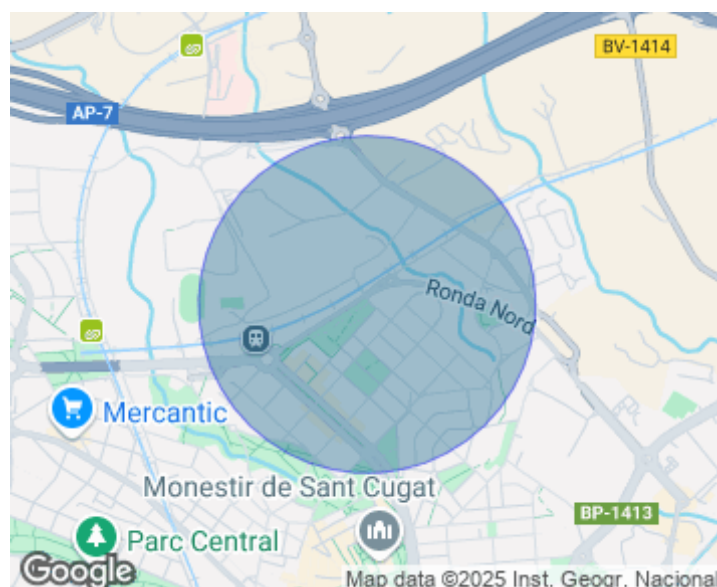 BV-1414
AP-7
Ronda Nord
Mercantic
Monestir de Sant Cugat
BP-1413
Parc Central
Google
Map data ©2025 Inst. Geogr. Nacional